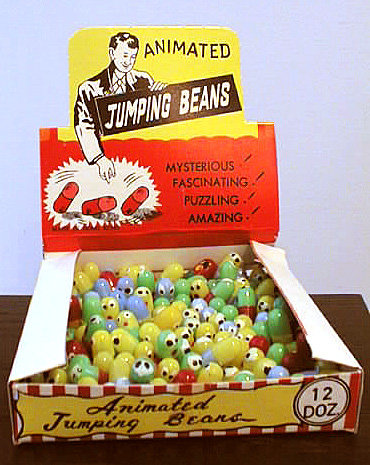 ANIMATED
JUMPING BEANS
MYSTERIOUS
FASCINATING
PUZZLING
AMAZING
Animated
Jumping Beans
12
DOZ.